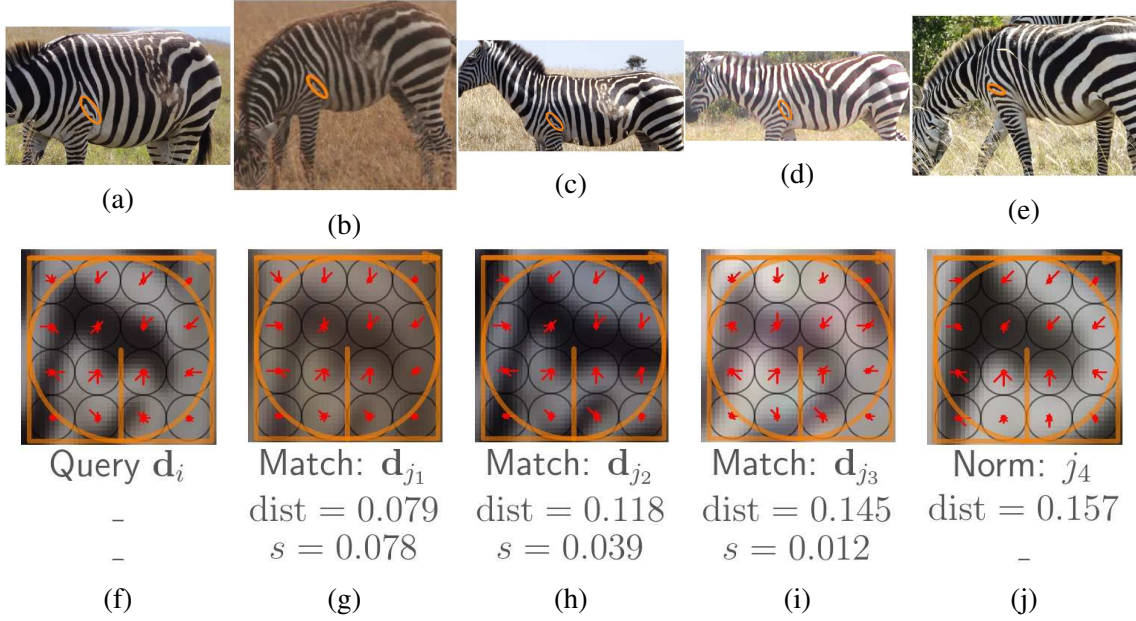 (a)
(b)
(c)
(d)
(e)
Query d_i
–
–
(f)
Match: d_{j_1}
dist = 0.079
s = 0.078
(g)
Match: d_{j_2}
dist = 0.118
s = 0.039
(h)
Match: d_{j_3}
dist = 0.145
s = 0.012
(i)
Norm: j_4
dist = 0.157
–
(j)